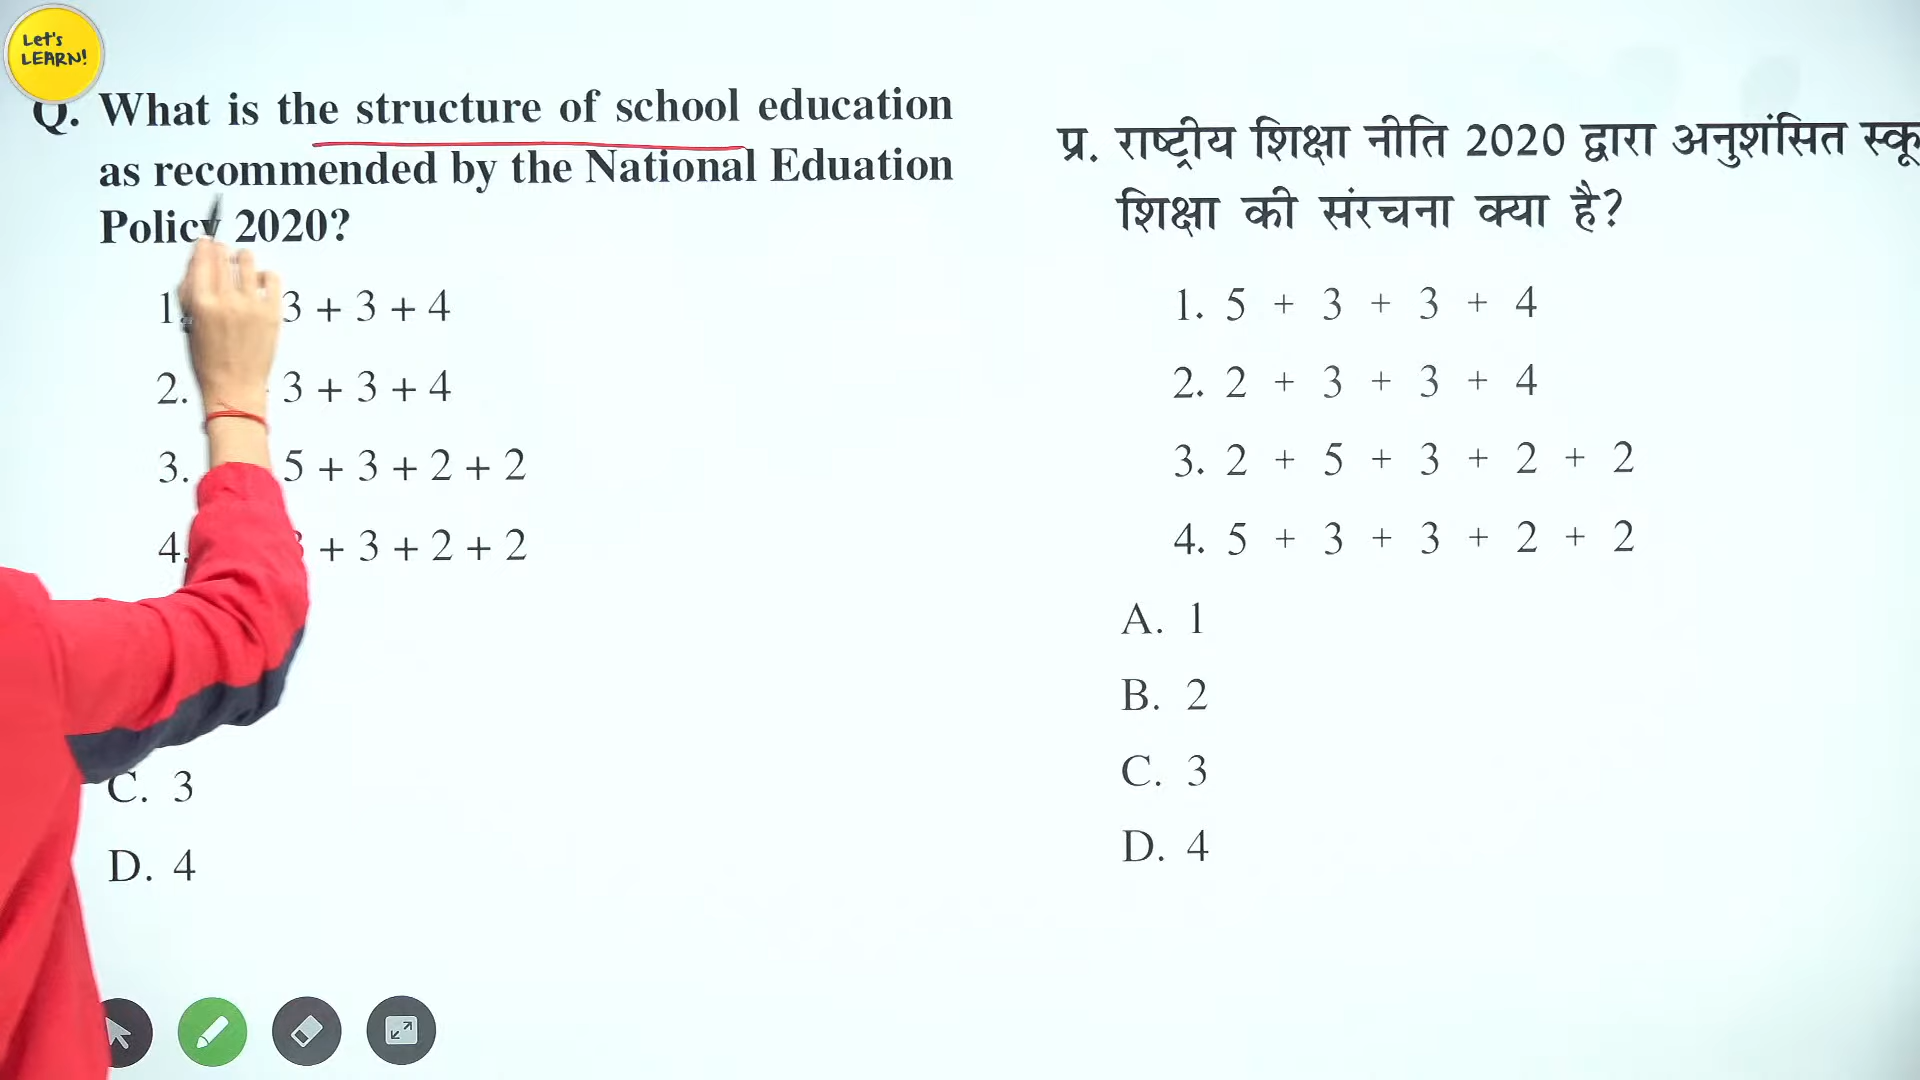 Let's
LEARN!
Q. What is the structure of school education
as recommended by the National Eduation
Policy 2020?
1. 3 + 3 + 4
2. 3 + 3 + 4
3. 5 + 3 + 2 + 2
4. + 3 + 2 + 2
C. 3
D. 4
प्र. राष्ट्रीय शिक्षा नीति 2020 द्वारा अनुशंसित स्कू
शिक्षा की संरचना क्या है?
1. 5 + 3 + 3 + 4
2. 2 + 3 + 3 + 4
3. 2 + 5 + 3 + 2 + 2
4. 5 + 3 + 3 + 2 + 2
A. 1
B. 2
C. 3
D. 4